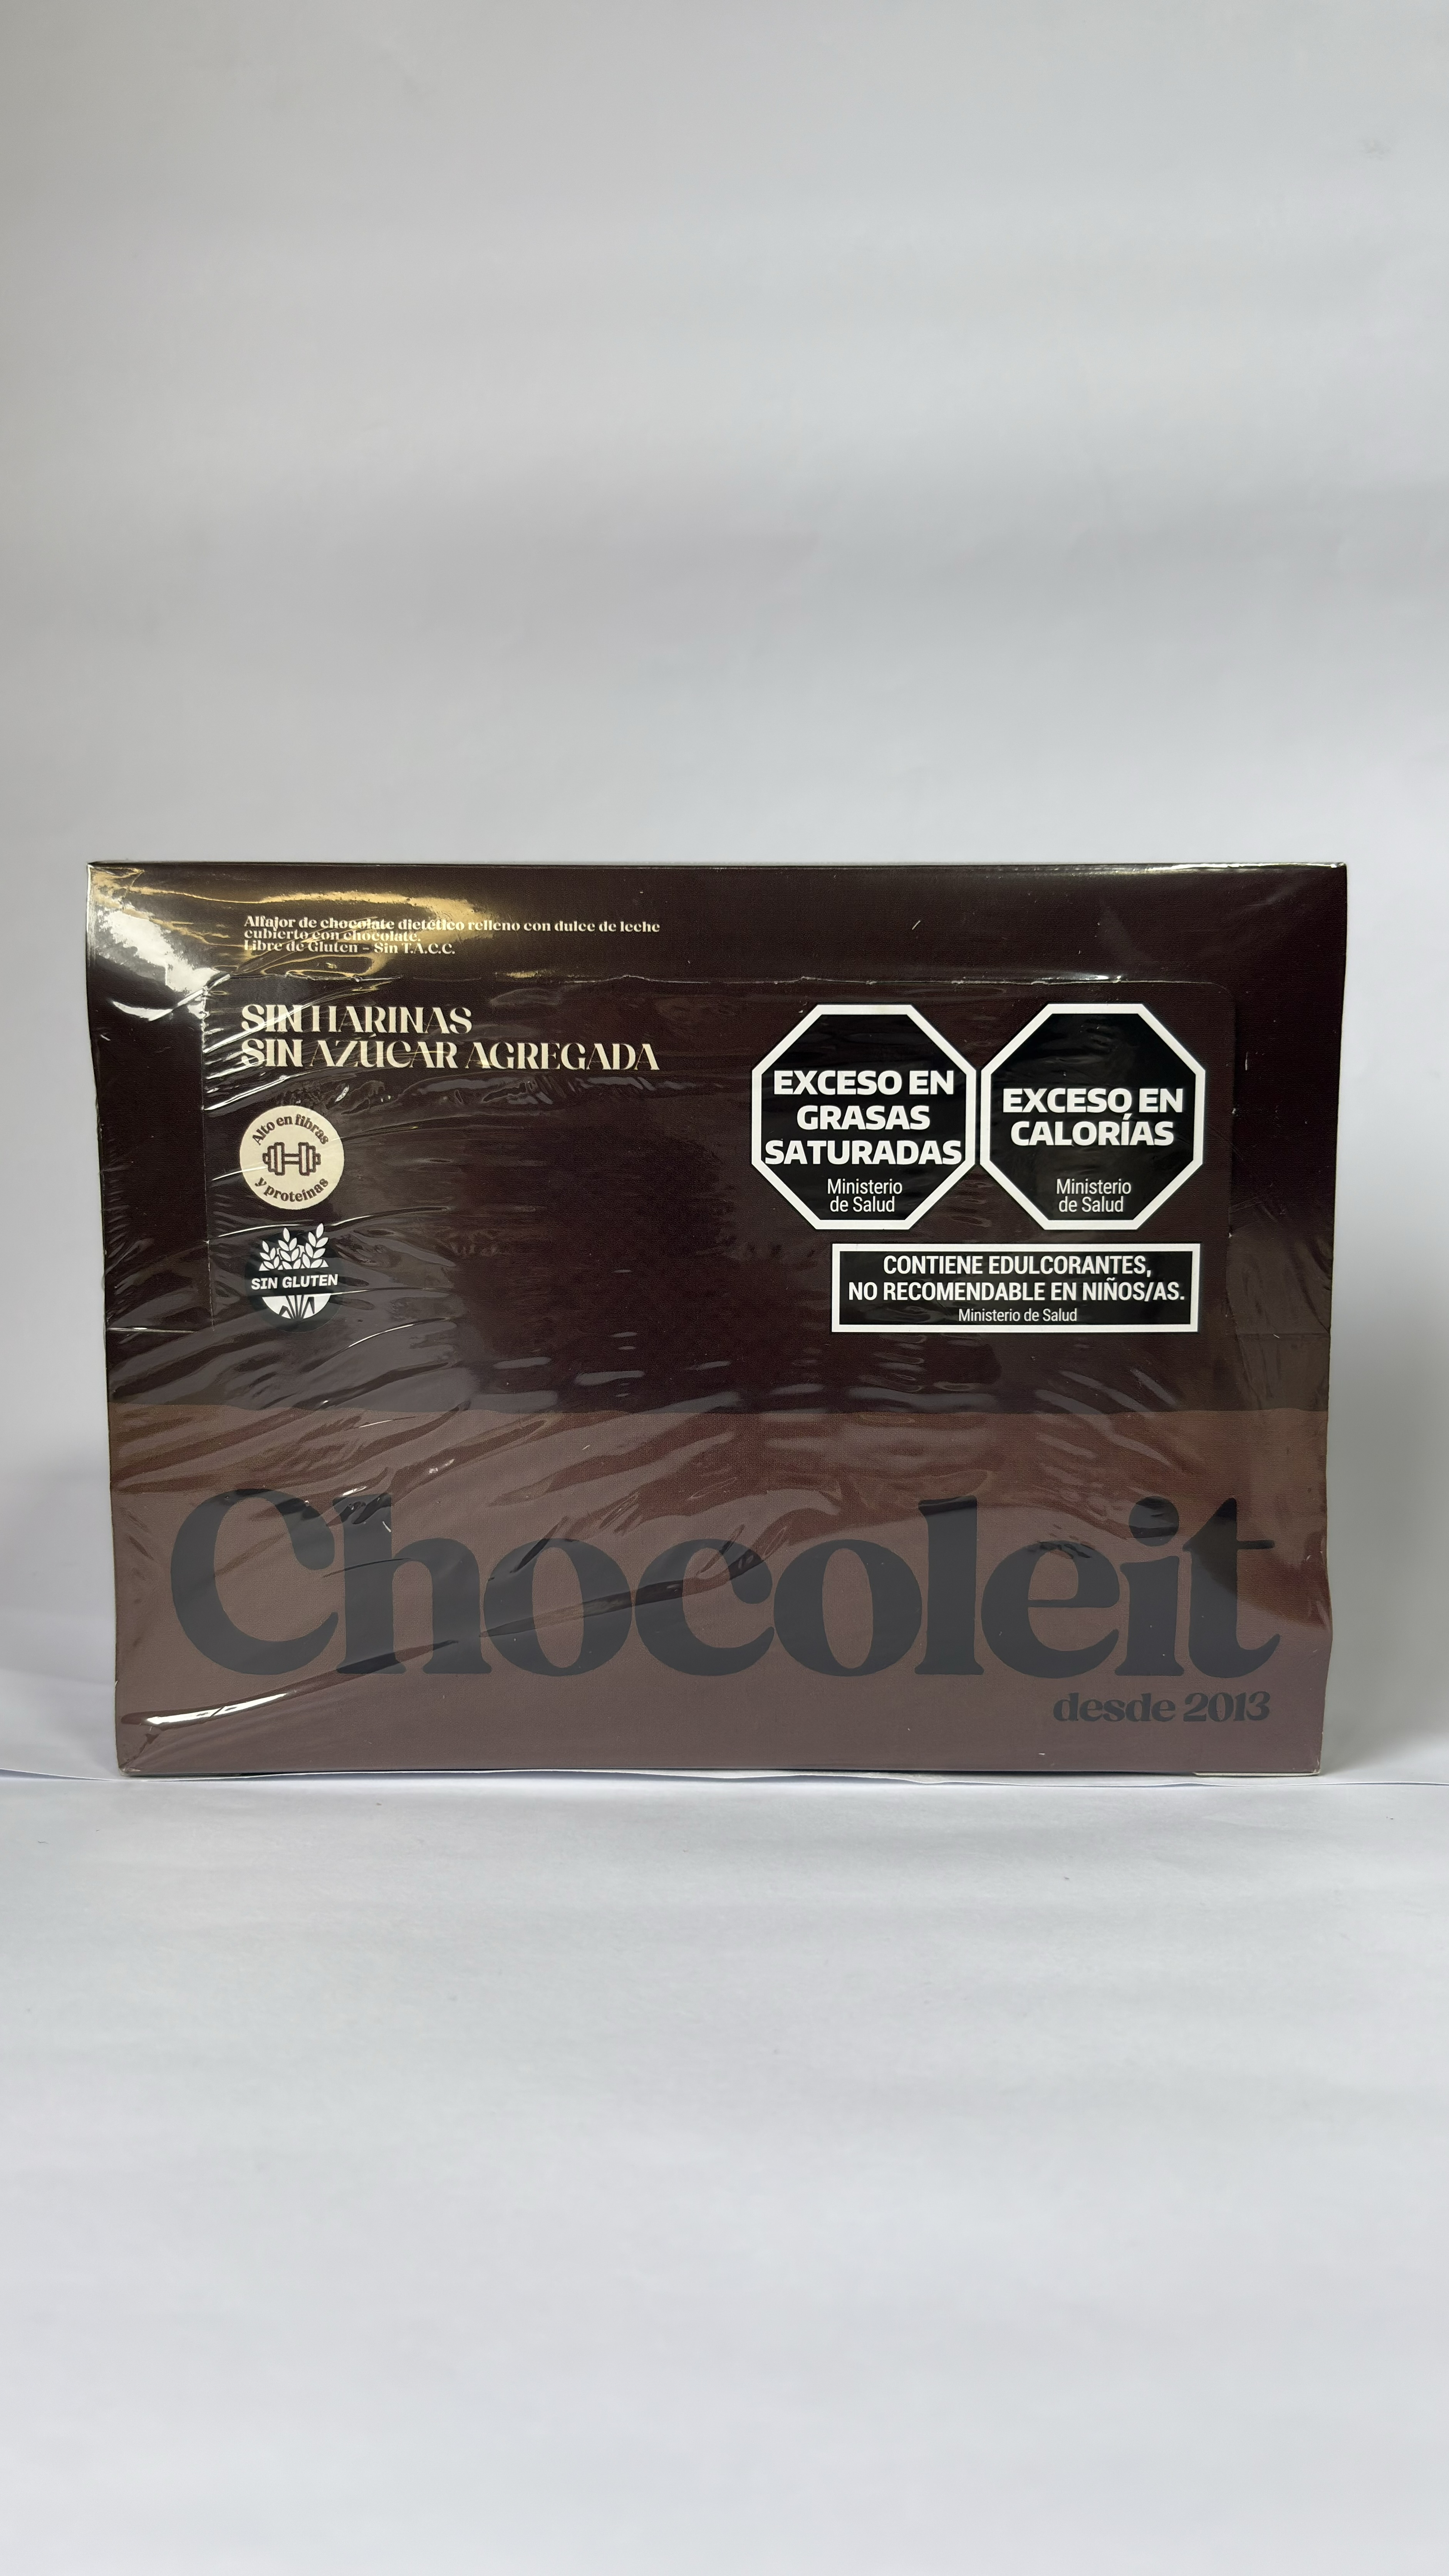 Alfajor de chocolate dietético relleno con dulce de leche
cubierto con chocolate.
Libre de Gluten - Sin T.A.C.C.
SIN HARINAS
SIN AZÚCAR AGREGADA
Alto en fibras
y proteínas
SIN GLUTEN
EXCESO EN
GRASAS
SATURADAS
Ministerio
de Salud
EXCESO EN
CALORÍAS
Ministerio
de Salud
CONTIENE EDULCORANTES,
NO RECOMENDABLE EN NIÑOS/AS.
Ministerio de Salud
Chocoleit
desde 2013